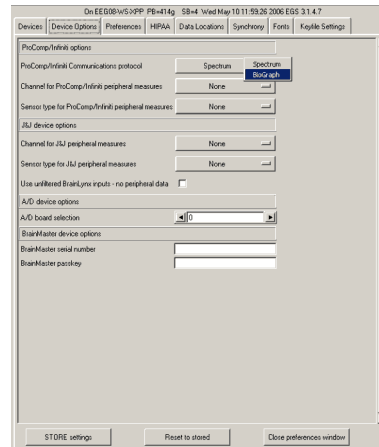 On EEG08-WS-XPP PB=414g SB=4 Wed May 10 11:59:26 2006 EGS 3.1.4.7
Devices Device Options Preferences HIPAA Data Locations Synchrony Fonts Keyfile Settings
ProComp/Infiniti options
ProComp/Infiniti Communications protocol Spectrum Spectrum
BioGraph
Channel for ProComp/Infiniti peripheral measures None
Sensor type for ProComp/Infiniti peripheral measures None
J&J device options
Channel for J&J peripheral measures None
Sensor type for J&J peripheral measures None
Use unfiltered BrainLynx inputs - no peripheral data
A/D device options
A/D board selection 0
BrainMaster device options
BrainMaster serial number
BrainMaster passkey
STORE settings Reset to stored Close preferences window